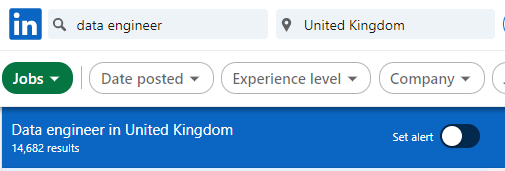 in
data engineer
United Kingdom
Jobs
Date posted
Experience level
Company
Data engineer in United Kingdom
Set alert
14,682 results